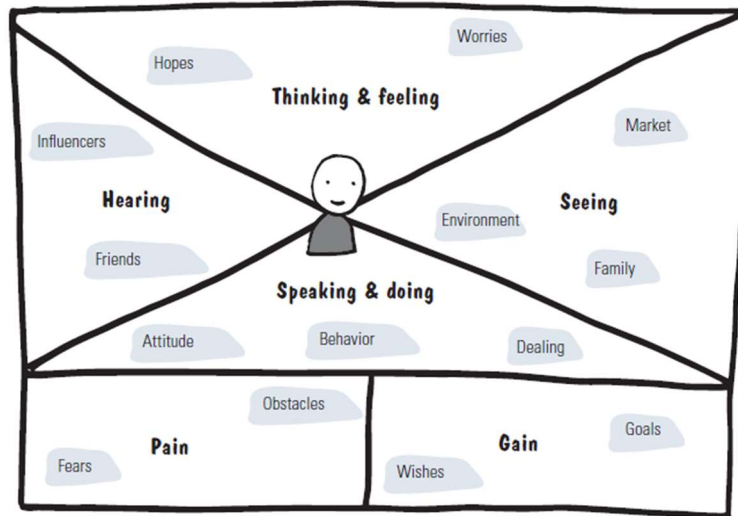 Worries
Hopes
Thinking & feeling
Influencers
Market
Hearing
Seeing
Environment
Friends
Family
Speaking & doing
Attitude
Behavior
Dealing
Obstacles
Pain
Fears
Goals
Gain
Wishes